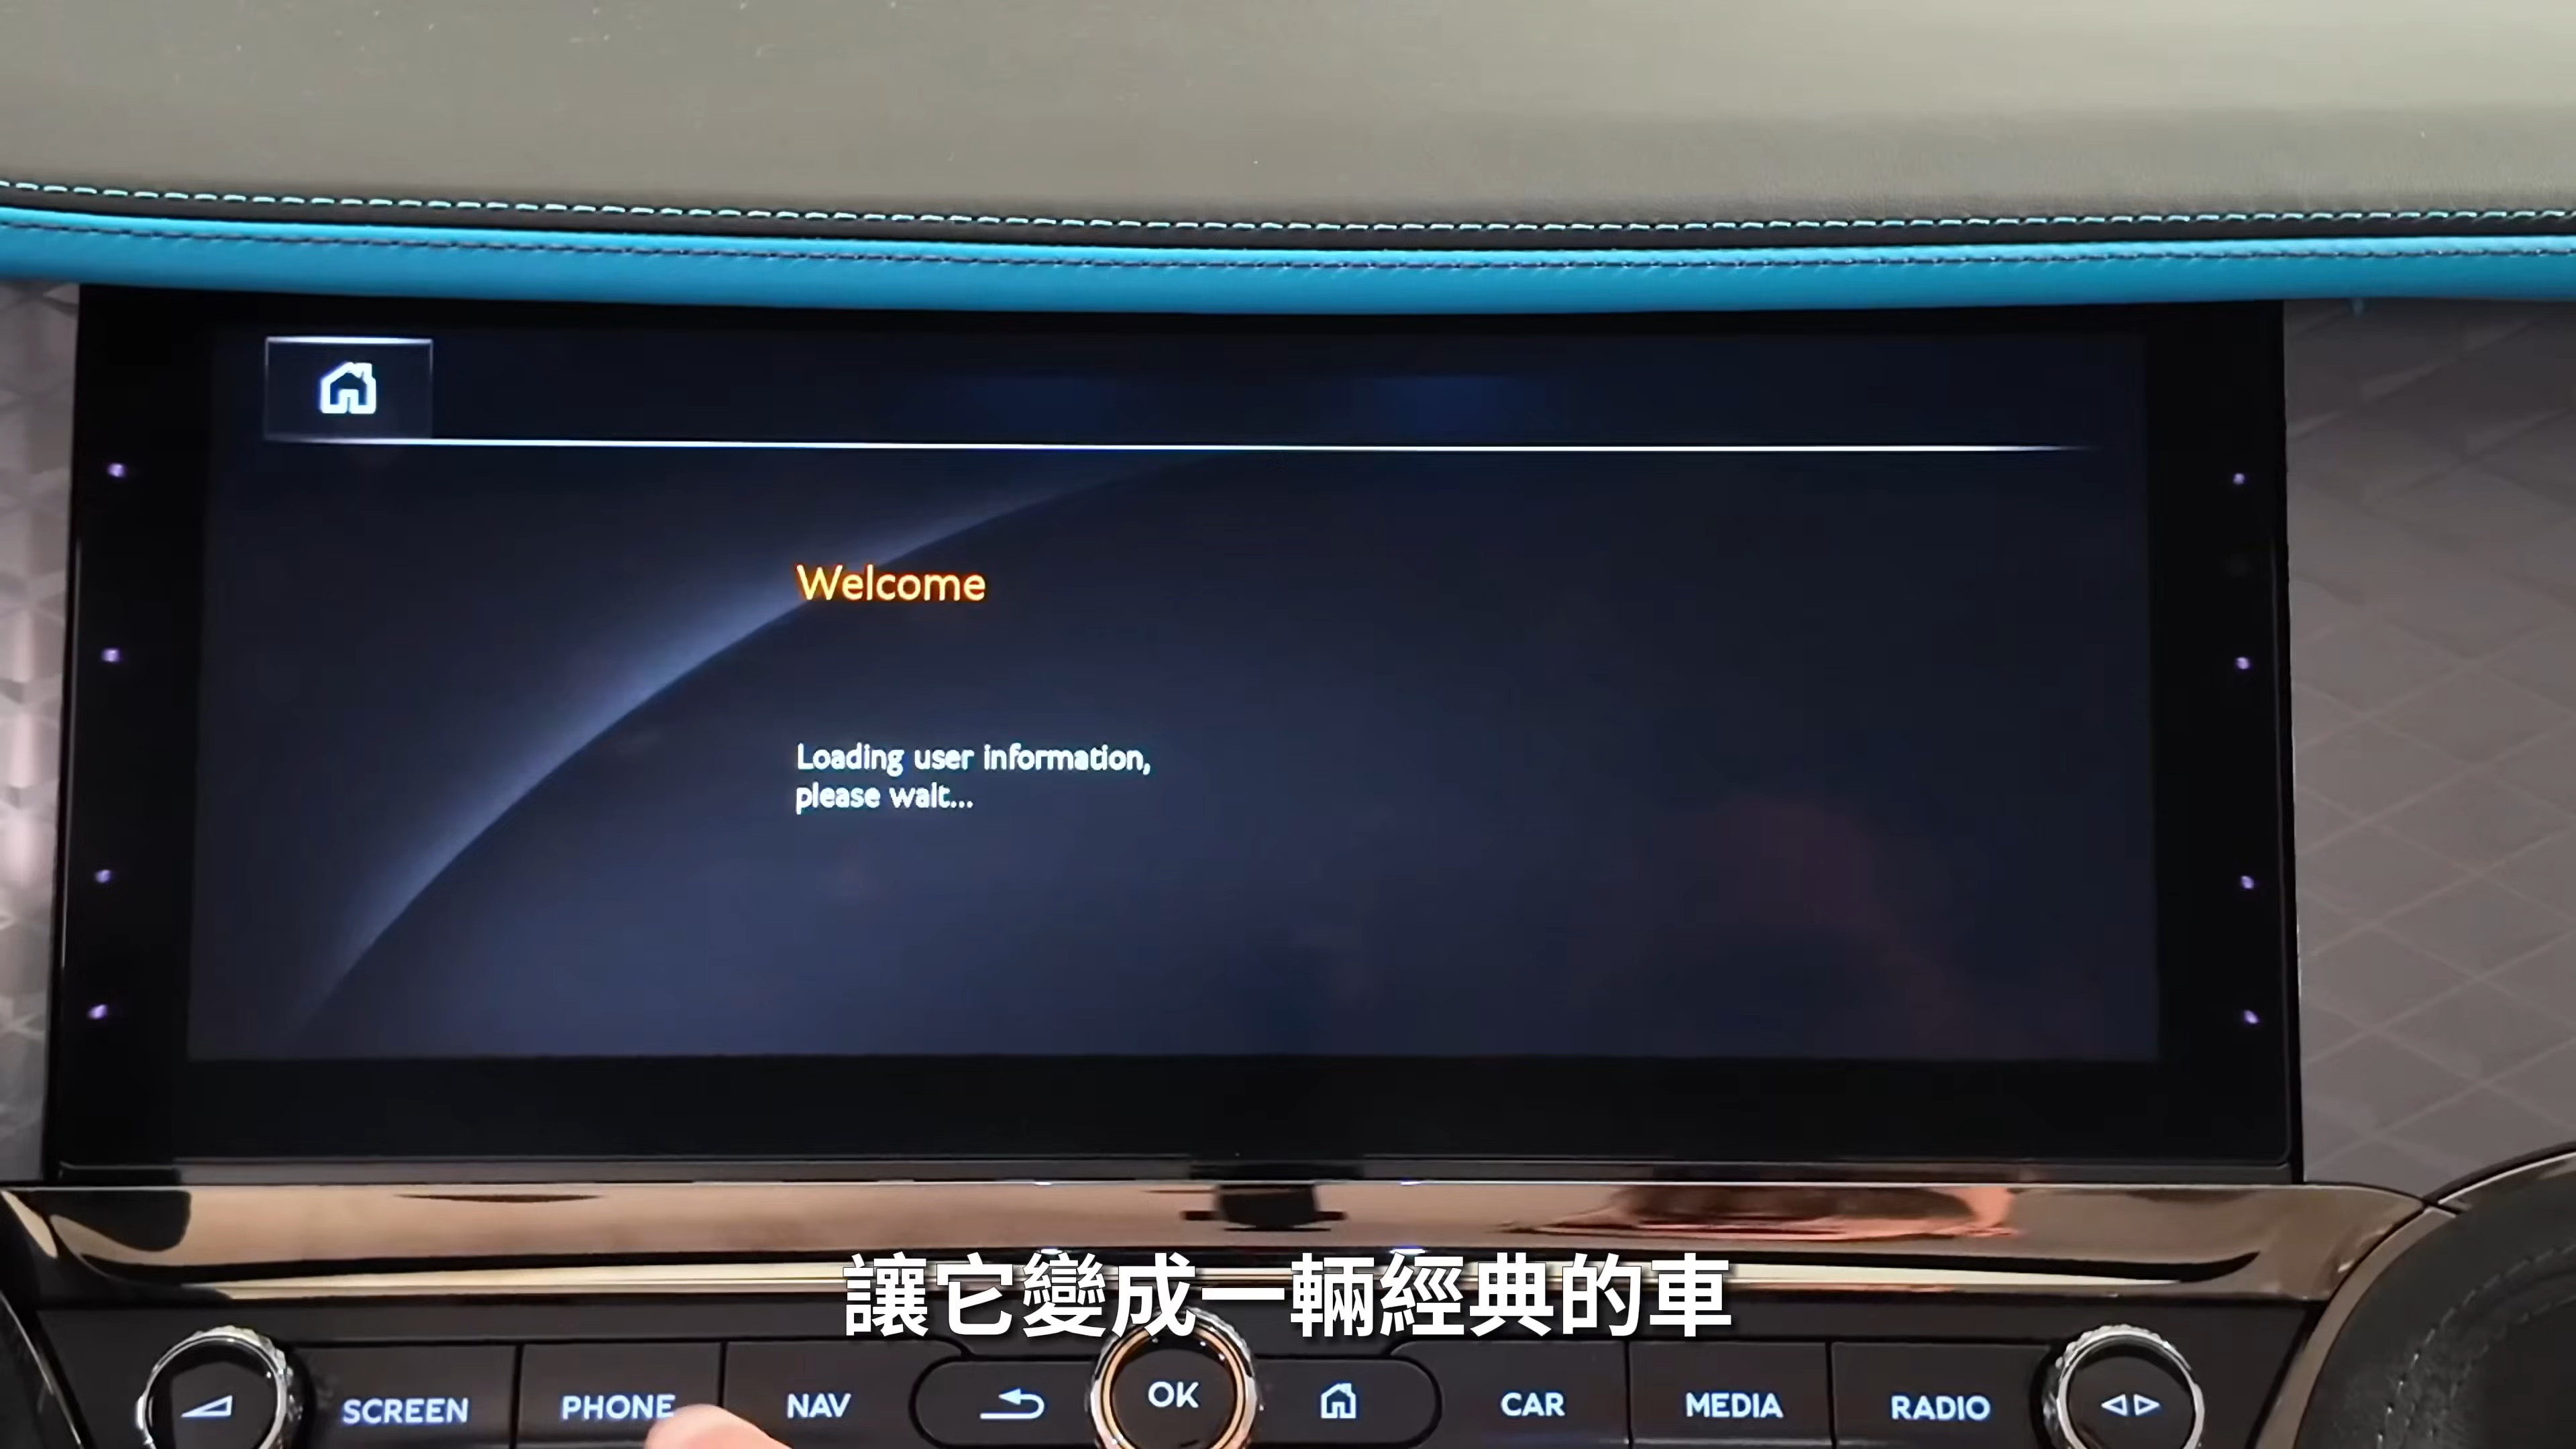 Welcome
Loading user information,
please wait...
讓它變成一輛經典的車
SCREEN
PHONE
NAV
OK
CAR
MEDIA
RADIO